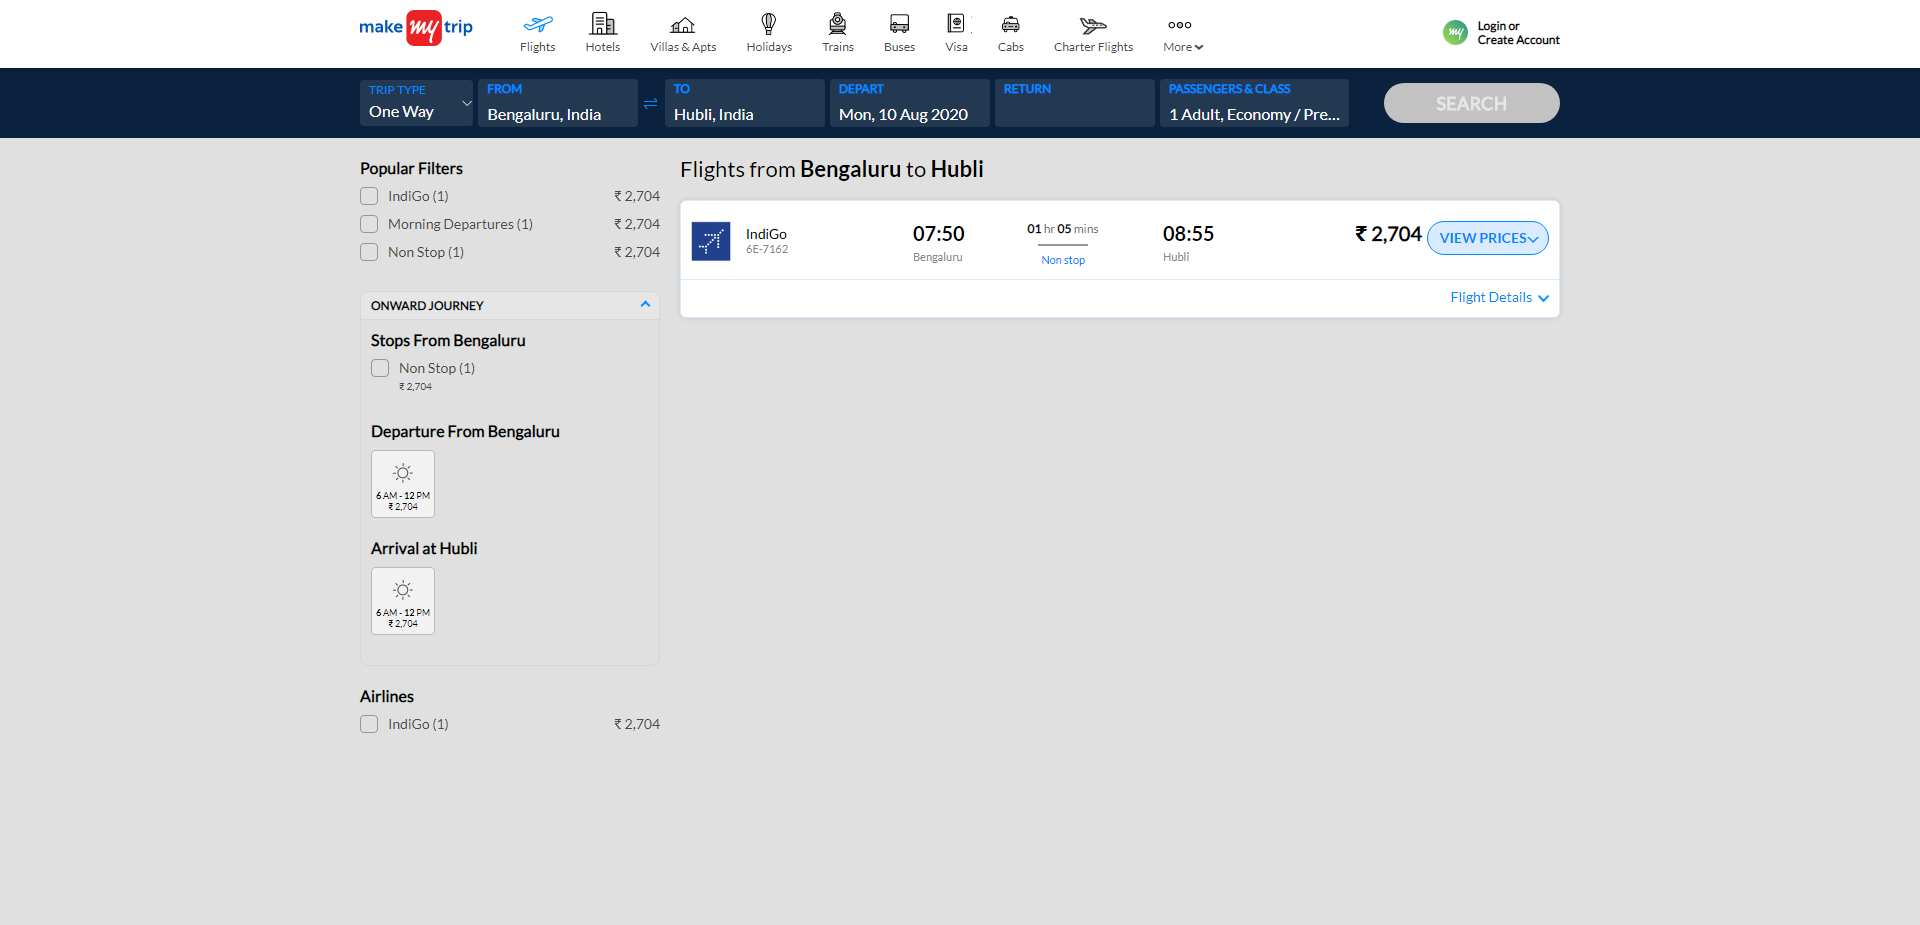 make my trip
Flights
Hotels
Villas & Apts
Holidays
Trains
Buses
Visa
Cabs
Charter Flights
More
my
Login or
Create Account
TRIP TYPE
One Way
FROM
Bengaluru, India
TO
Hubli, India
DEPART
Mon, 10 Aug 2020
RETURN
PASSENGERS & CLASS
1 Adult, Economy / Pre...
SEARCH
Popular Filters
IndiGo (1) ₹ 2,704
Morning Departures (1) ₹ 2,704
Non Stop (1) ₹ 2,704
ONWARD JOURNEY
Stops From Bengaluru
Non Stop (1)
₹ 2,704
Departure From Bengaluru
6 AM - 12 PM
₹ 2,704
Arrival at Hubli
6 AM - 12 PM
₹ 2,704
Airlines
IndiGo (1) ₹ 2,704
Flights from Bengaluru to Hubli
IndiGo
6E-7162
07:50
Bengaluru
01 hr 05 mins
Non stop
08:55
Hubli
₹ 2,704
VIEW PRICES
Flight Details